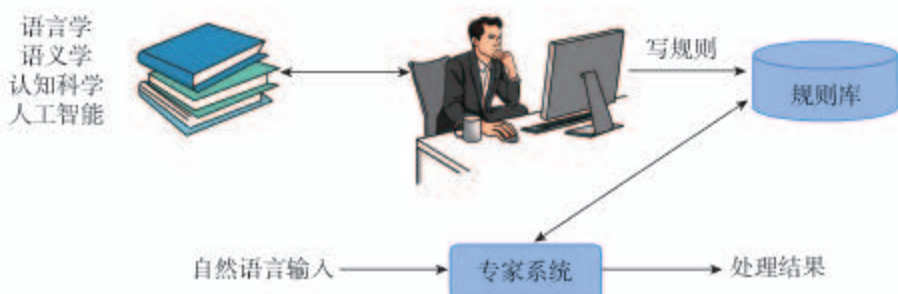 语言学
语义学
认知科学
人工智能
写规则
规则库
自然语言输入
专家系统
处理结果